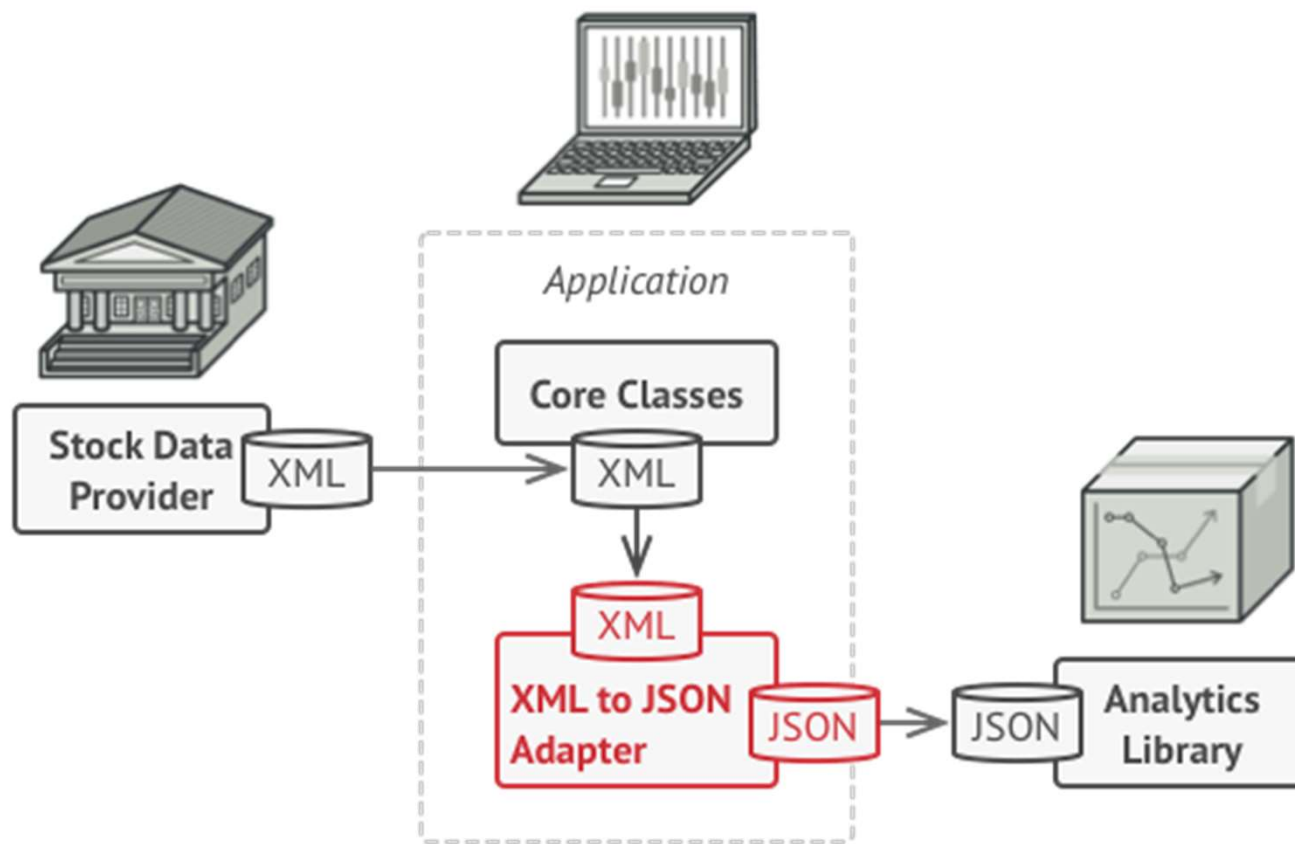 Application
Core Classes
Stock Data
Provider
XML
XML
XML
XML to JSON
Adapter
JSON
JSON
Analytics
Library